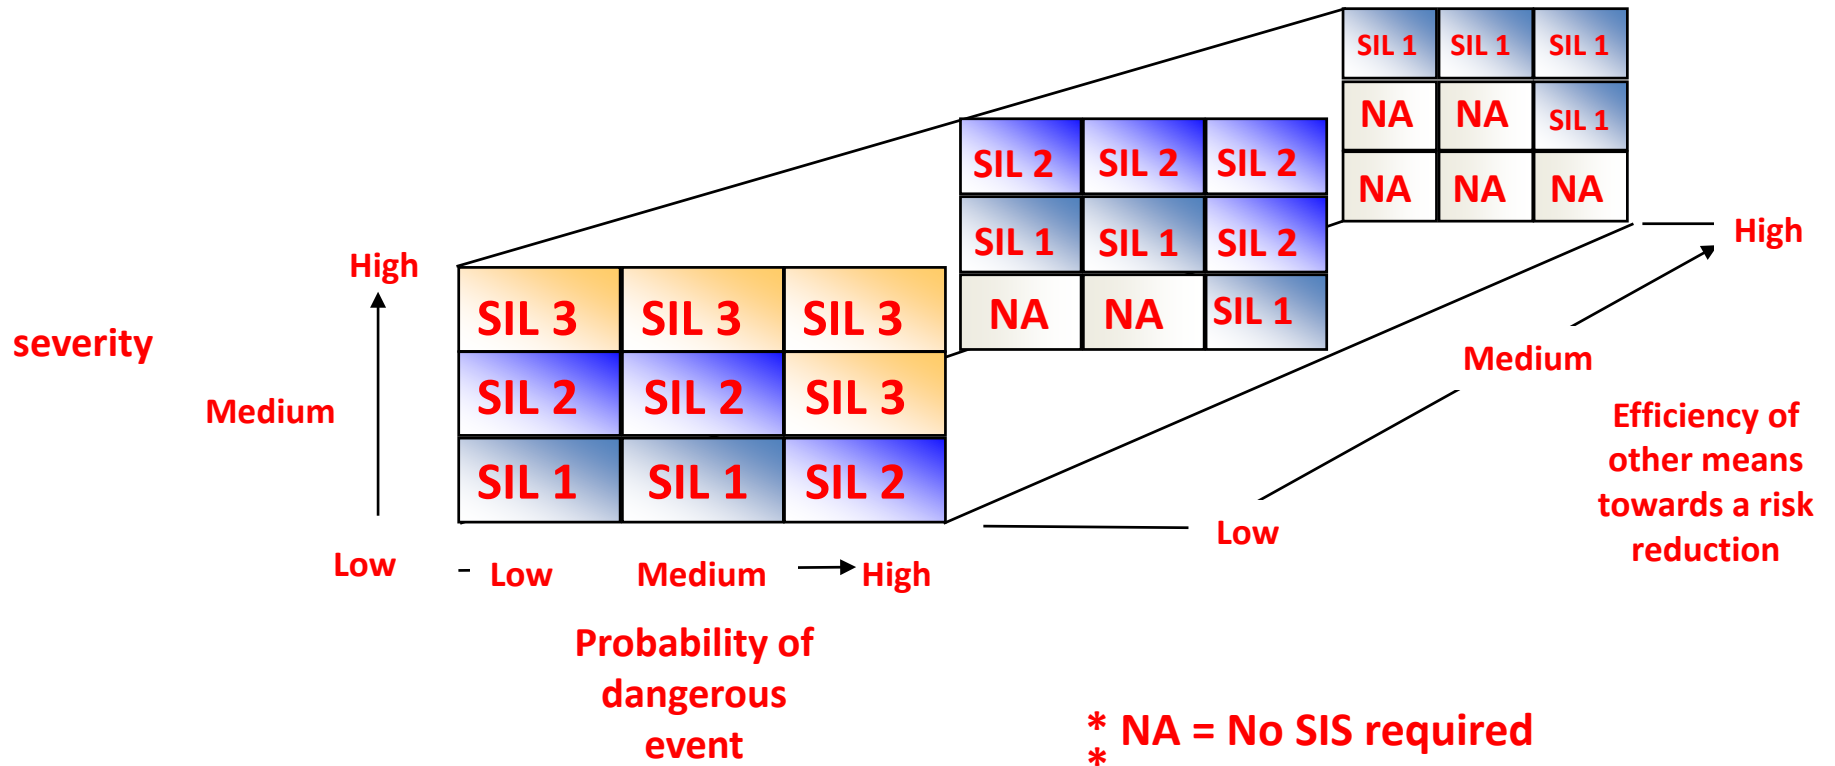 SIL 1 SIL 1 SIL 1
NA NA SIL 1
NA NA NA
SIL 2 SIL 2 SIL 2
SIL 1 SIL 1 SIL 2
NA NA SIL 1
High
High
SIL 3 SIL 3 SIL 3
severity
Medium
SIL 2 SIL 2 SIL 3
Medium
SIL 1 SIL 1 SIL 2
Efficiency of
other means
towards a risk
reduction
Low
Low
Low Medium High
Probability of
dangerous
event
* NA = No SIS required
*